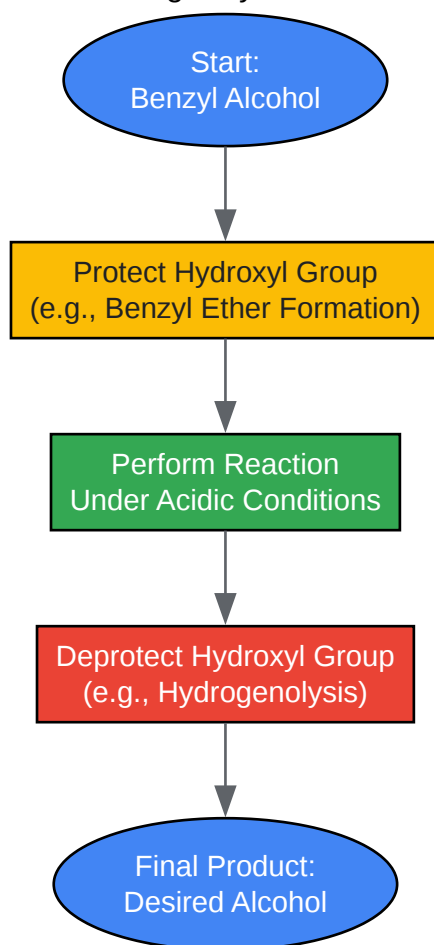 Start:
Benzyl Alcohol
Protect Hydroxyl Group
(e.g., Benzyl Ether Formation)
Perform Reaction
Under Acidic Conditions
Deprotect Hydroxyl Group
(e.g., Hydrogenolysis)
Final Product:
Desired Alcohol